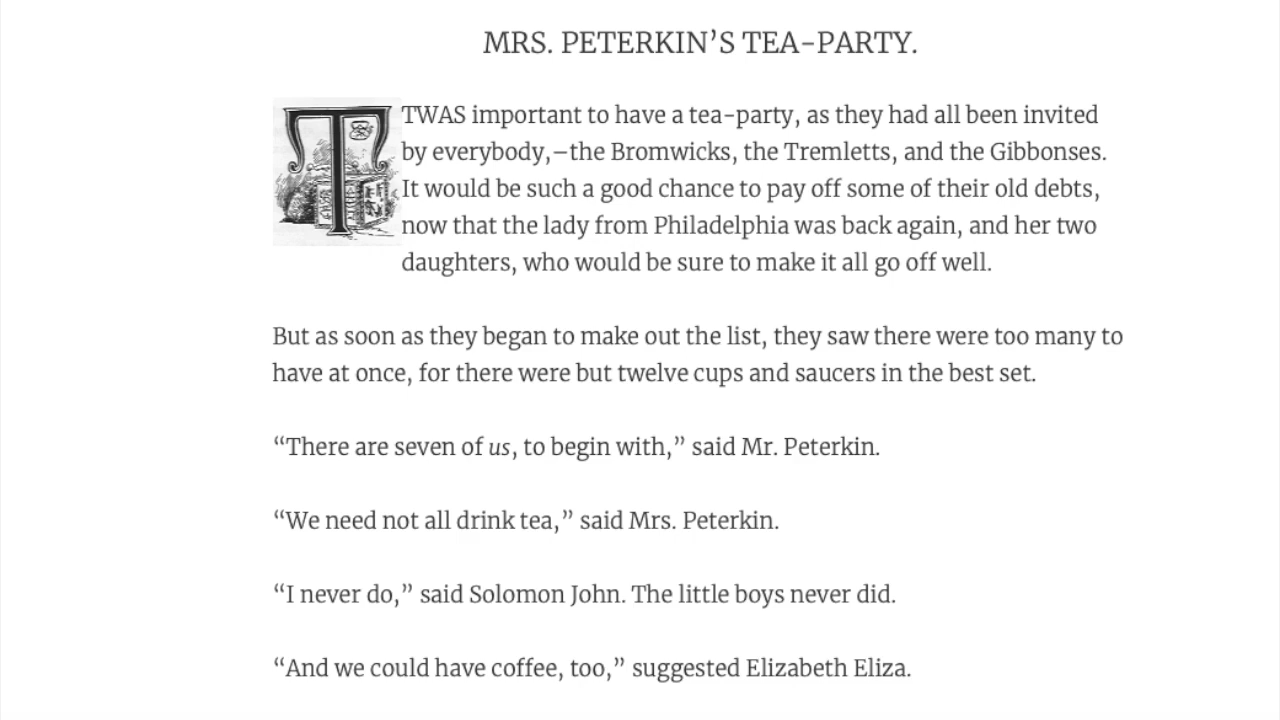 MRS. PETERKIN’S TEA-PARTY.
TWAS important to have a tea-party, as they had all been invited
by everybody,–the Bromwicks, the Tremletts, and the Gibbonses.
It would be such a good chance to pay off some of their old debts,
now that the lady from Philadelphia was back again, and her two
daughters, who would be sure to make it all go off well.
But as soon as they began to make out the list, they saw there were too many to
have at once, for there were but twelve cups and saucers in the best set.
“There are seven of us, to begin with,” said Mr. Peterkin.
“We need not all drink tea,” said Mrs. Peterkin.
“I never do,” said Solomon John. The little boys never did.
“And we could have coffee, too,” suggested Elizabeth Eliza.